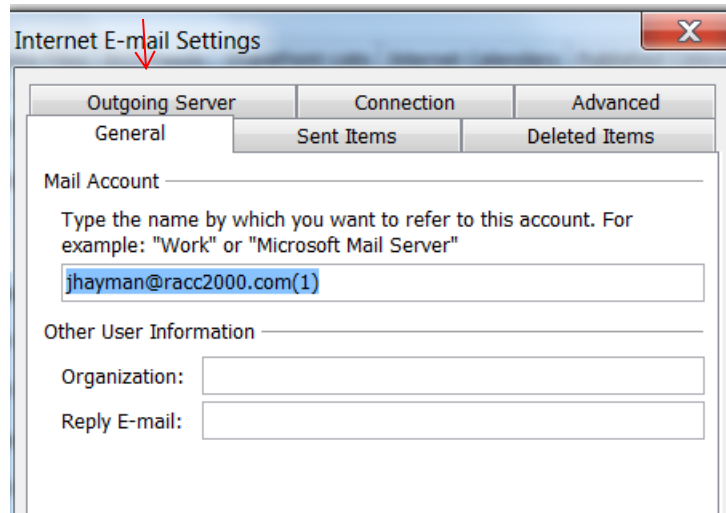 Internet E-mail Settings
X
Outgoing Server
Connection
Advanced
General
Sent Items
Deleted Items
Mail Account
Type the name by which you want to refer to this account. For
example: "Work" or "Microsoft Mail Server"
jhayman@racc2000.com(1)
Other User Information
Organization:
Reply E-mail: